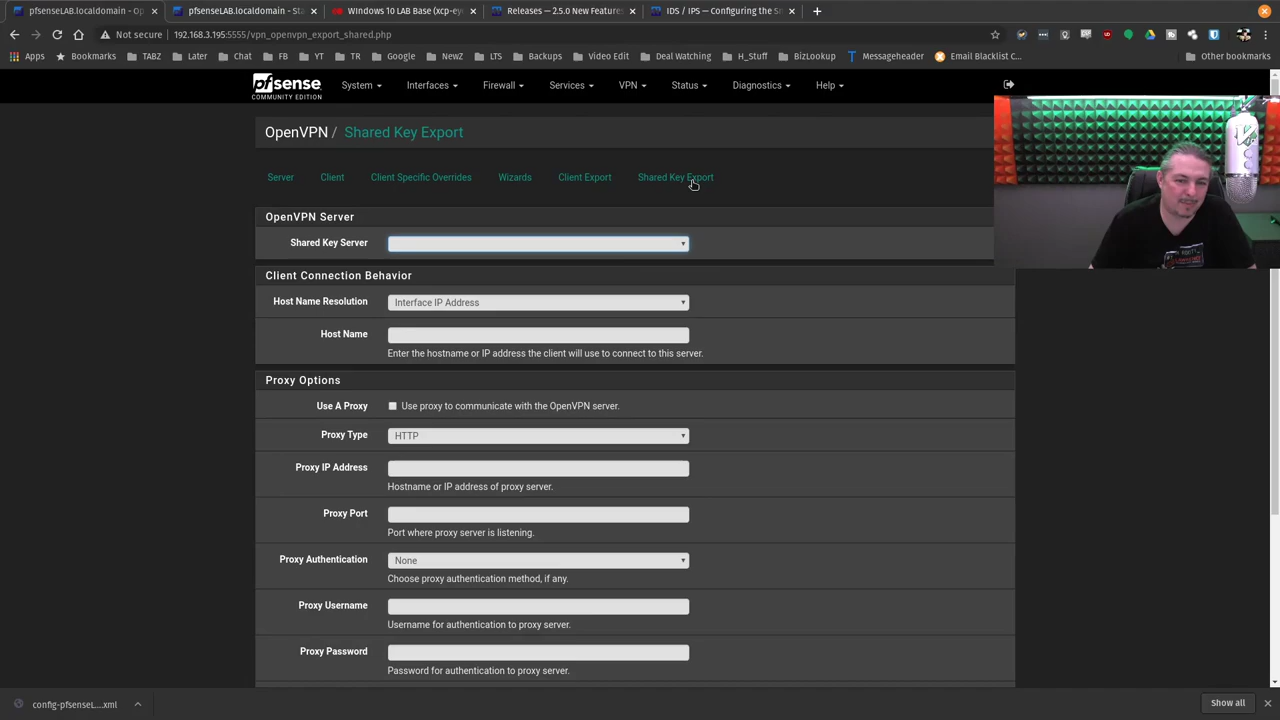 pfsenseLAB.localdomain - Op
pfsenseLAB.localdomain - Sta
Windows 10 LAB Base (xcp-ey
Releases — 2.5.0 New Feature
IDS / IPS — Configuring the Sn
Not secure
192.168.3.195:5555/vpn_openvpn_export_shared.php
Apps
Bookmarks
TABZ
Later
Chat
FB
YT
TR
Google
NewZ
LTS
Backups
Video Edit
Deal Watching
H_Stuff
BizLookup
Messageheader
Email Blacklist C...
Other bookmarks
pfsense
COMMUNITY EDITION
System
Interfaces
Firewall
Services
VPN
Status
Diagnostics
Help
OpenVPN / Shared Key Export
Server
Client
Client Specific Overrides
Wizards
Client Export
Shared Key Export
OpenVPN Server
Shared Key Server
Client Connection Behavior
Host Name Resolution
Interface IP Address
Host Name
Enter the hostname or IP address the client will use to connect to this server.
Proxy Options
Use A Proxy
Use proxy to communicate with the OpenVPN server.
Proxy Type
HTTP
Proxy IP Address
Hostname or IP address of proxy server.
Proxy Port
Port where proxy server is listening.
Proxy Authentication
None
Choose proxy authentication method, if any.
Proxy Username
Username for authentication to proxy server.
Proxy Password
Password for authentication to proxy server.
config-pfsenseL....xml
Show all